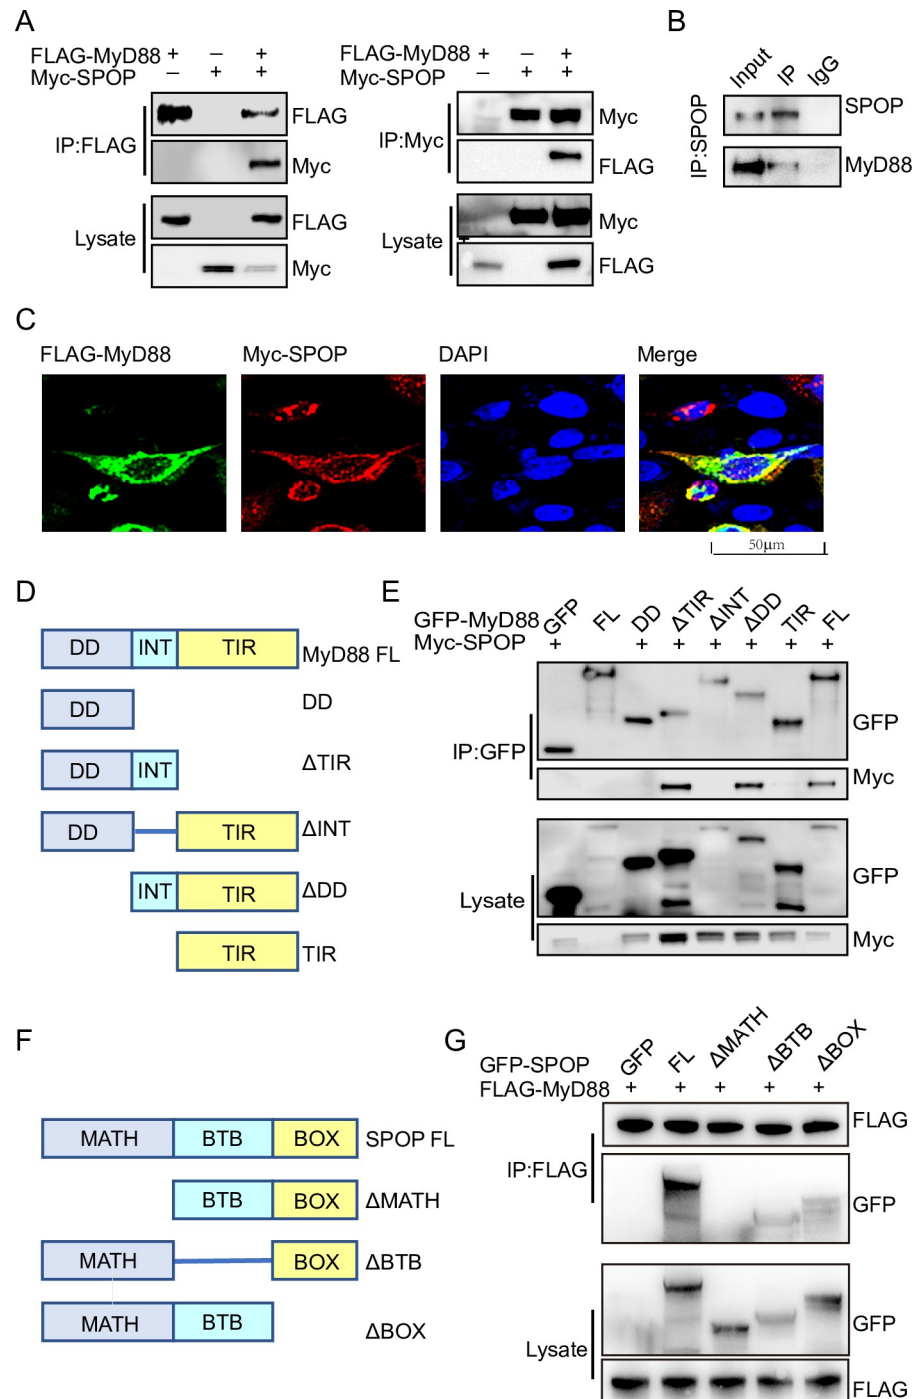 A
FLAG-MyD88 + – +
Myc-SPOP – + +
IP:FLAG
FLAG
Myc
Lysate
FLAG
Myc
FLAG-MyD88 + – +
Myc-SPOP – + +
IP:Myc
Myc
FLAG
Lysate
Myc
FLAG
B
Input IP IgG
IP:SPOP
SPOP
MyD88
C
FLAG-MyD88 Myc-SPOP DAPI Merge
50μm
D
DD INT TIR MyD88 FL
DD DD
DD INT ΔTIR
DD TIR ΔINT
INT TIR ΔDD
TIR TIR
E
GFP-MyD88 GFP FL DD ΔTIR ΔINT ΔDD TIR FL
Myc-SPOP + + + + + + +
IP:GFP
GFP
Myc
Lysate
GFP
Myc
F
MATH BTB BOX SPOP FL
BTB BOX ΔMATH
MATH BOX ΔBTB
MATH BTB ΔBOX
G
GFP-SPOP GFP FL ΔMATH ΔBTB ΔBOX
FLAG-MyD88 + + + + +
IP:FLAG
FLAG
GFP
Lysate
GFP
FLAG